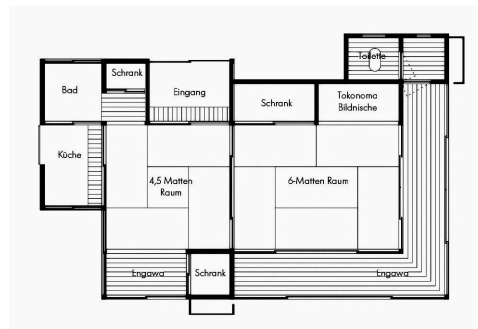 Toilette
Schrank
Bad
Eingang
Schrank
Tokonoma
Bildnische
Küche
4,5 Matten
Raum
6-Matten Raum
Engawa
Schrank
Engawa